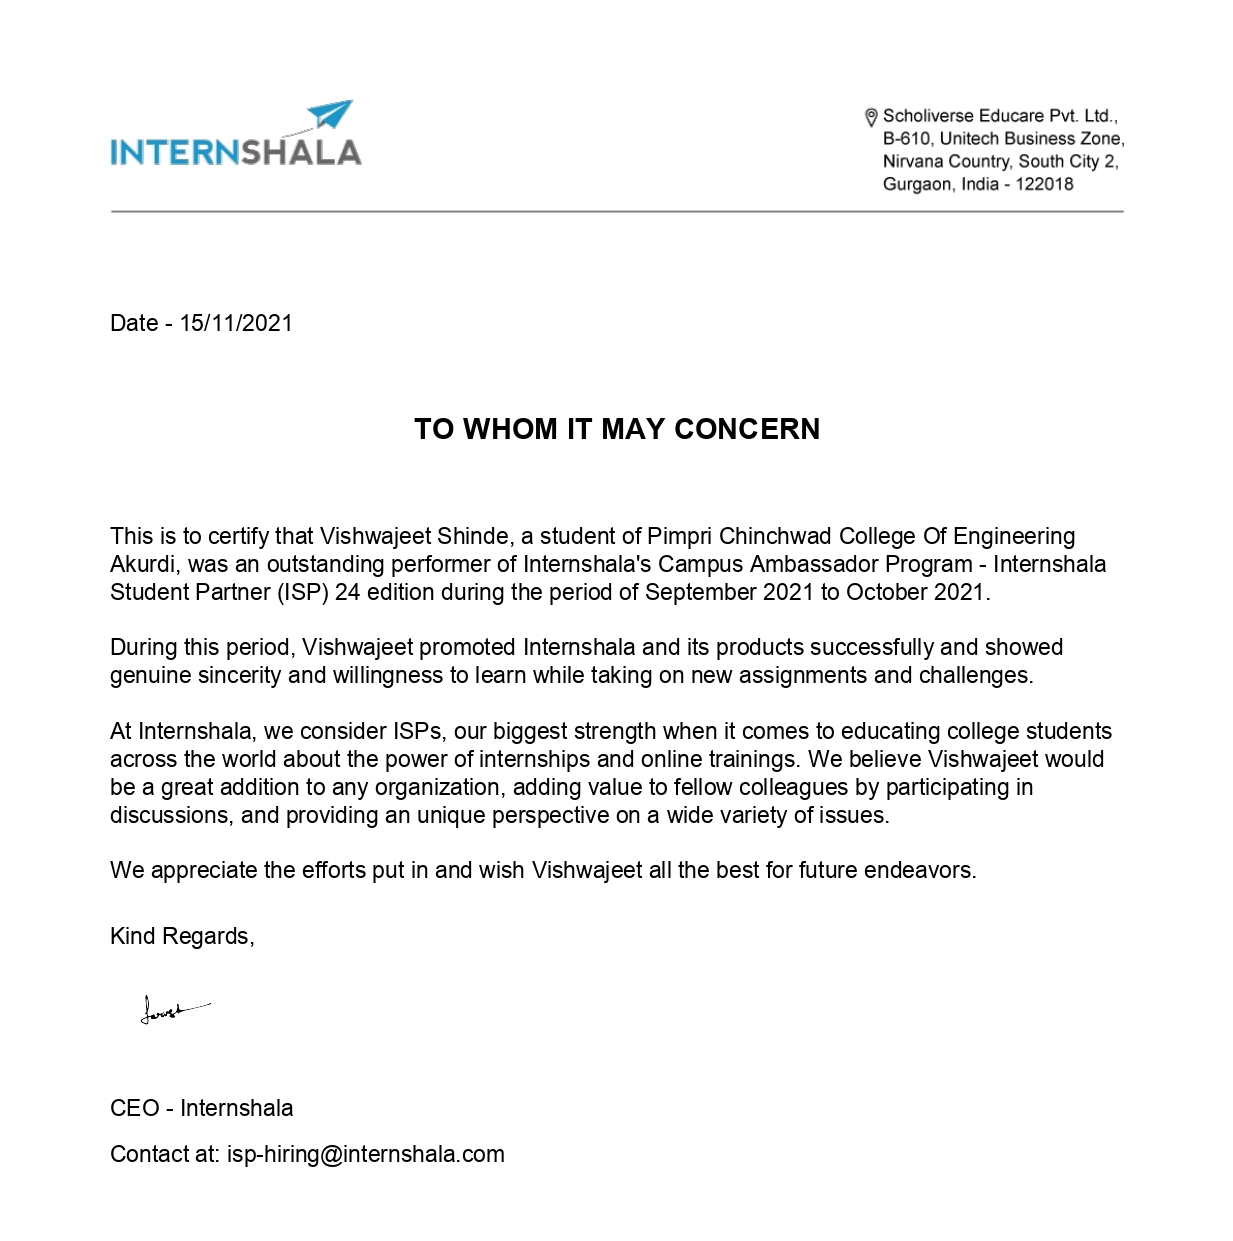 INTERNSHALA
Scholiverse Educare Pvt. Ltd.,
B-610, Unitech Business Zone,
Nirvana Country, South City 2,
Gurgaon, India - 122018
Date - 15/11/2021
TO WHOM IT MAY CONCERN
This is to certify that Vishwajeet Shinde, a student of Pimpri Chinchwad College Of Engineering
Akurdi, was an outstanding performer of Internshala's Campus Ambassador Program - Internshala
Student Partner (ISP) 24 edition during the period of September 2021 to October 2021.
During this period, Vishwajeet promoted Internshala and its products successfully and showed
genuine sincerity and willingness to learn while taking on new assignments and challenges.
At Internshala, we consider ISPs, our biggest strength when it comes to educating college students
across the world about the power of internships and online trainings. We believe Vishwajeet would
be a great addition to any organization, adding value to fellow colleagues by participating in
discussions, and providing an unique perspective on a wide variety of issues.
We appreciate the efforts put in and wish Vishwajeet all the best for future endeavors.
Kind Regards,
CEO - Internshala
Contact at: isp-hiring@internshala.com